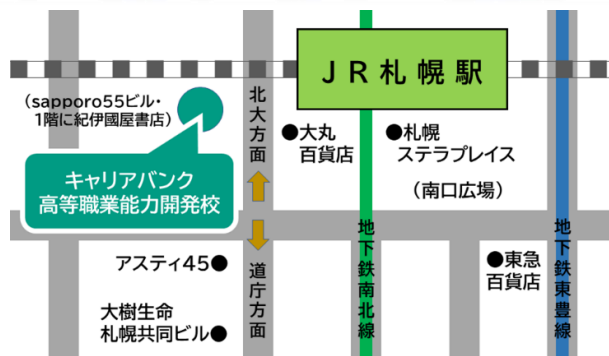 JR札幌駅
(sapporo55ビル・
1階に紀伊國屋書店)
北大方面
●大丸
百貨店
●札幌
ステラプレイス
(南口広場)
キャリアバンク
高等職業能力開発校
アスティ45●
道庁方面
地下鉄南北線
●東急
百貨店
地下鉄東豊線
大樹生命
札幌共同ビル●